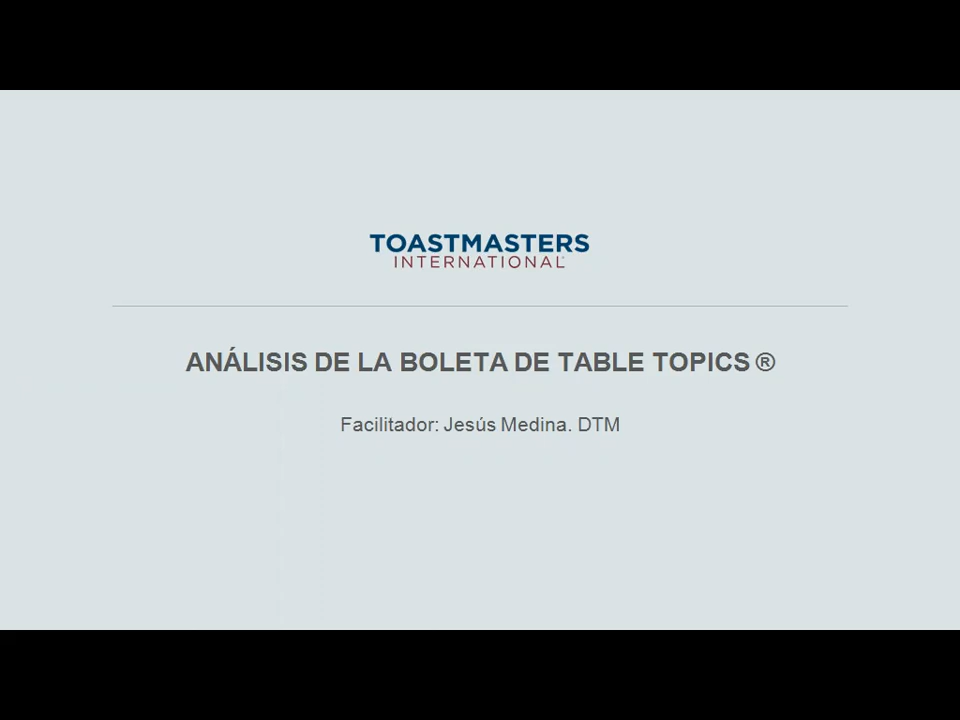 TOASTMASTERS
INTERNATIONAL
ANÁLISIS DE LA BOLETA DE TABLE TOPICS ®
Facilitador: Jesús Medina. DTM